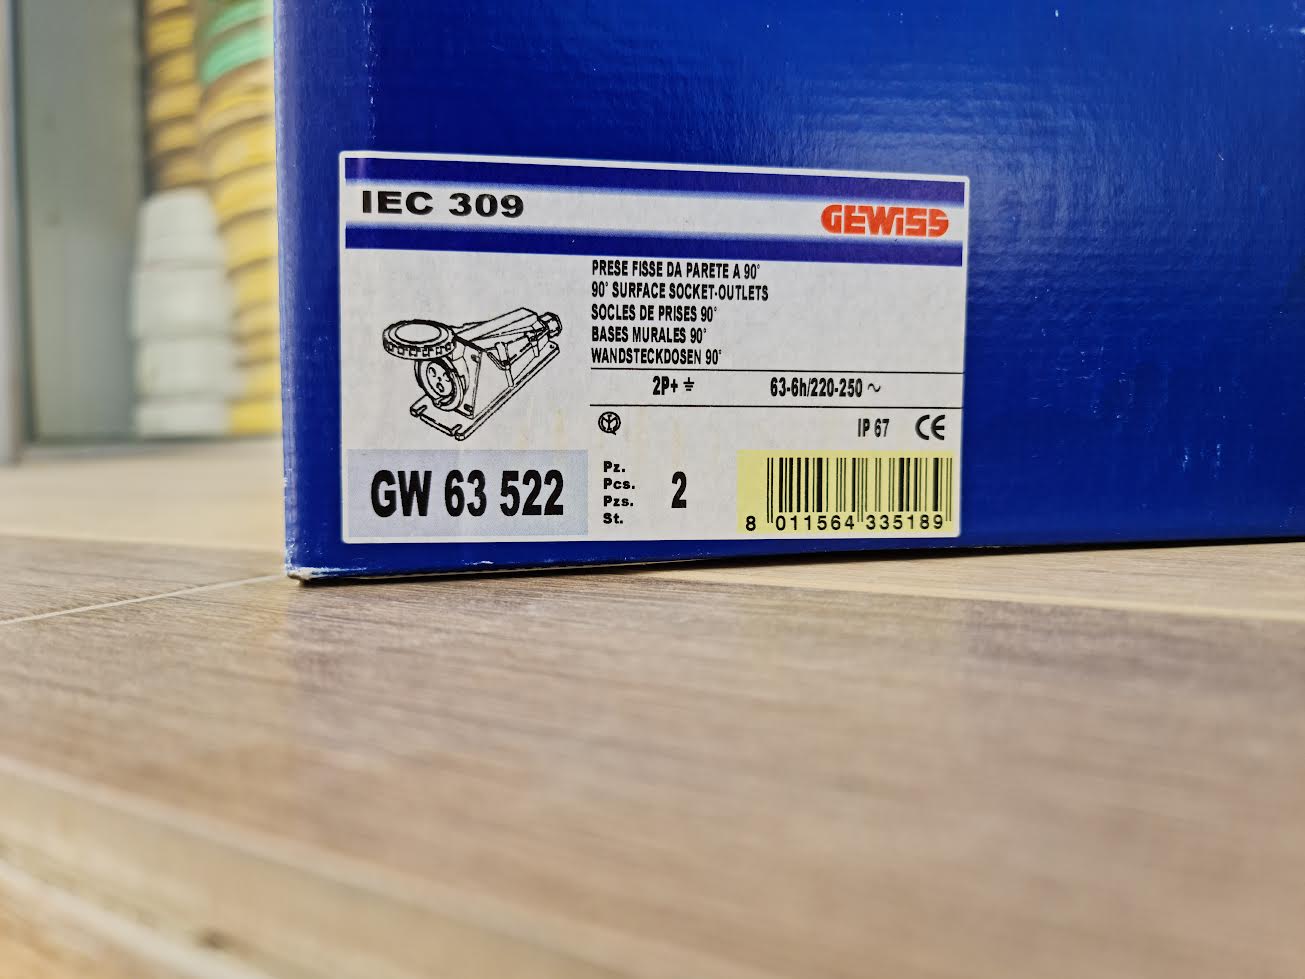 IEC 309
GEWISS
PRESE FISSE DA PARETE A 90°
90° SURFACE SOCKET-OUTLETS
SOCLES DE PRISES 90°
BASES MURALES 90°
WANDSTECKDOSEN 90°
2P+ ⏚ 63-6h/220-250 ~
IP 67 CE
GW 63 522
Pz.
Pcs.
Pzs.
St.
2
8 011564 335189